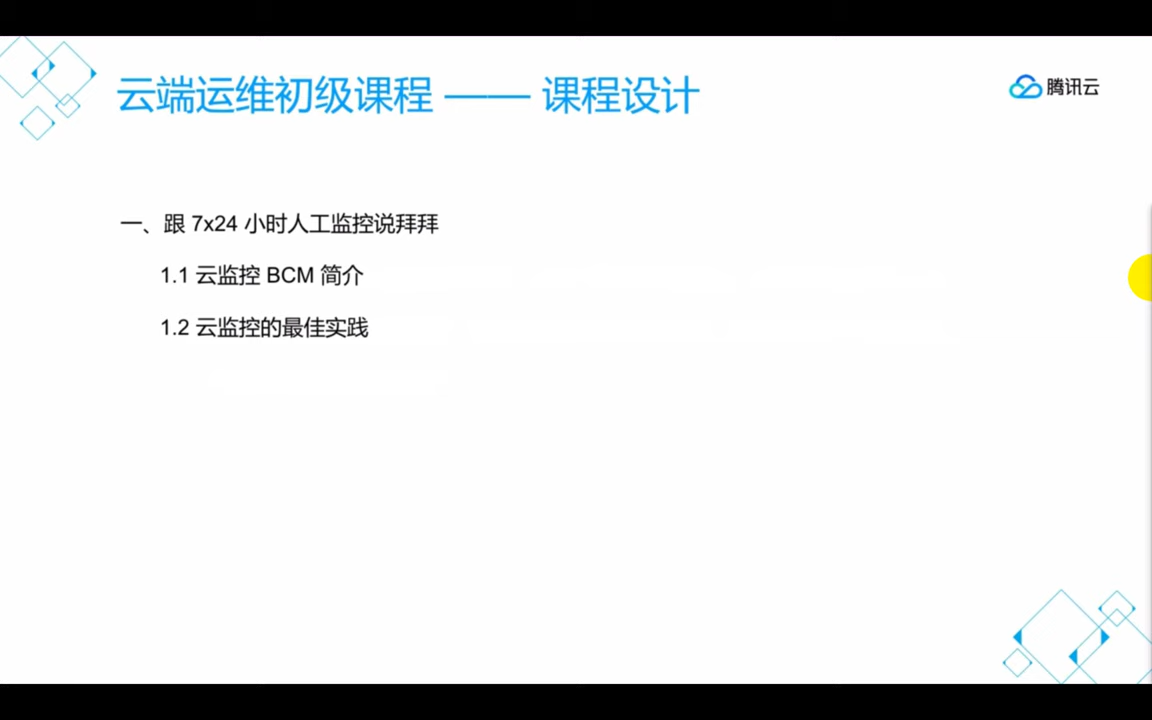 云端运维初级课程 —— 课程设计
腾讯云
一、跟 7x24 小时人工监控说拜拜
1.1 云监控 BCM 简介
1.2 云监控的最佳实践